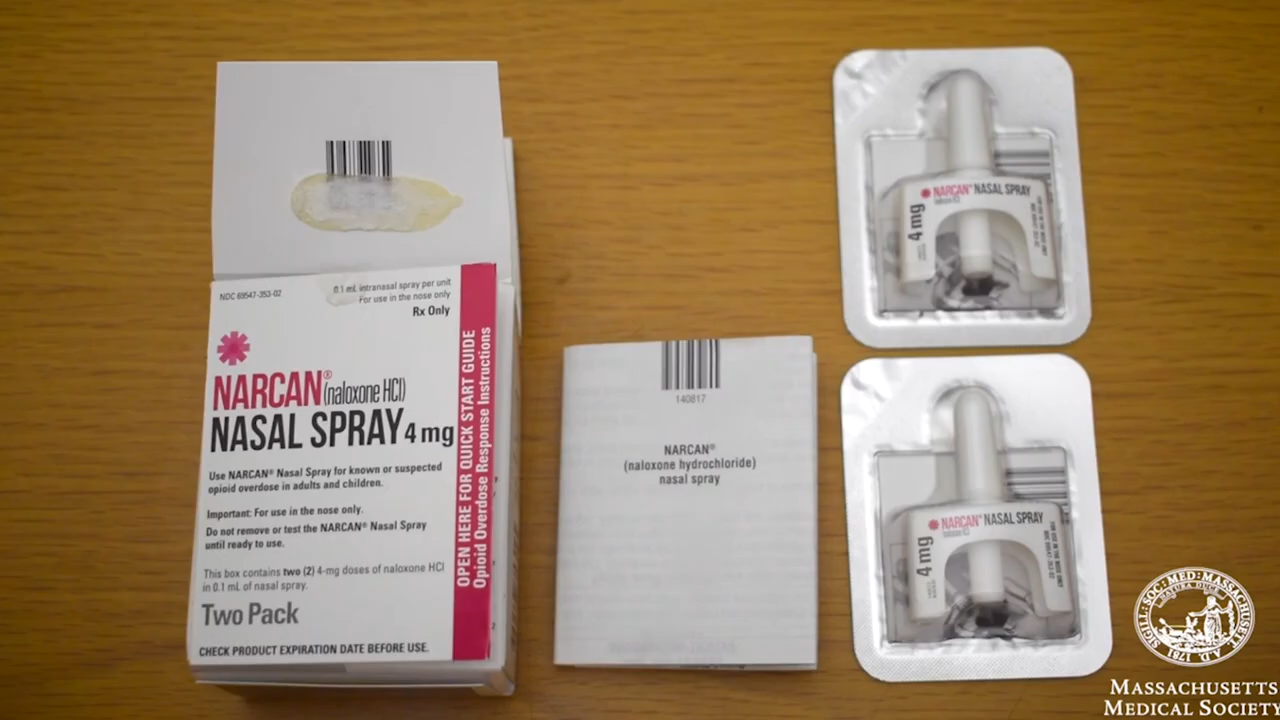 NDC 69547-353-02
0.1 mL intranasal spray per unit
For use in the nose only
Rx Only
NARCAN® (naloxone HCl)
NASAL SPRAY 4 mg
Use NARCAN® Nasal Spray for known or suspected
opioid overdose in adults and children.
Important: For use in the nose only.
Do not remove or test the NARCAN® Nasal Spray
until ready to use.
This box contains two (2) 4-mg doses of naloxone HCl
in 0.1 mL of nasal spray.
Two Pack
CHECK PRODUCT EXPIRATION DATE BEFORE USE.
OPEN HERE FOR QUICK START GUIDE
Opioid Overdose Response Instructions
140817
NARCAN®
(naloxone hydrochloride)
nasal spray
NARCAN® NASAL SPRAY
4 mg
NARCAN® NASAL SPRAY
4 mg
SIGILL: SOC: MED: MASSACHUSETT. A.D. 1781
MASSACHUSETTS
MEDICAL SOCIETY